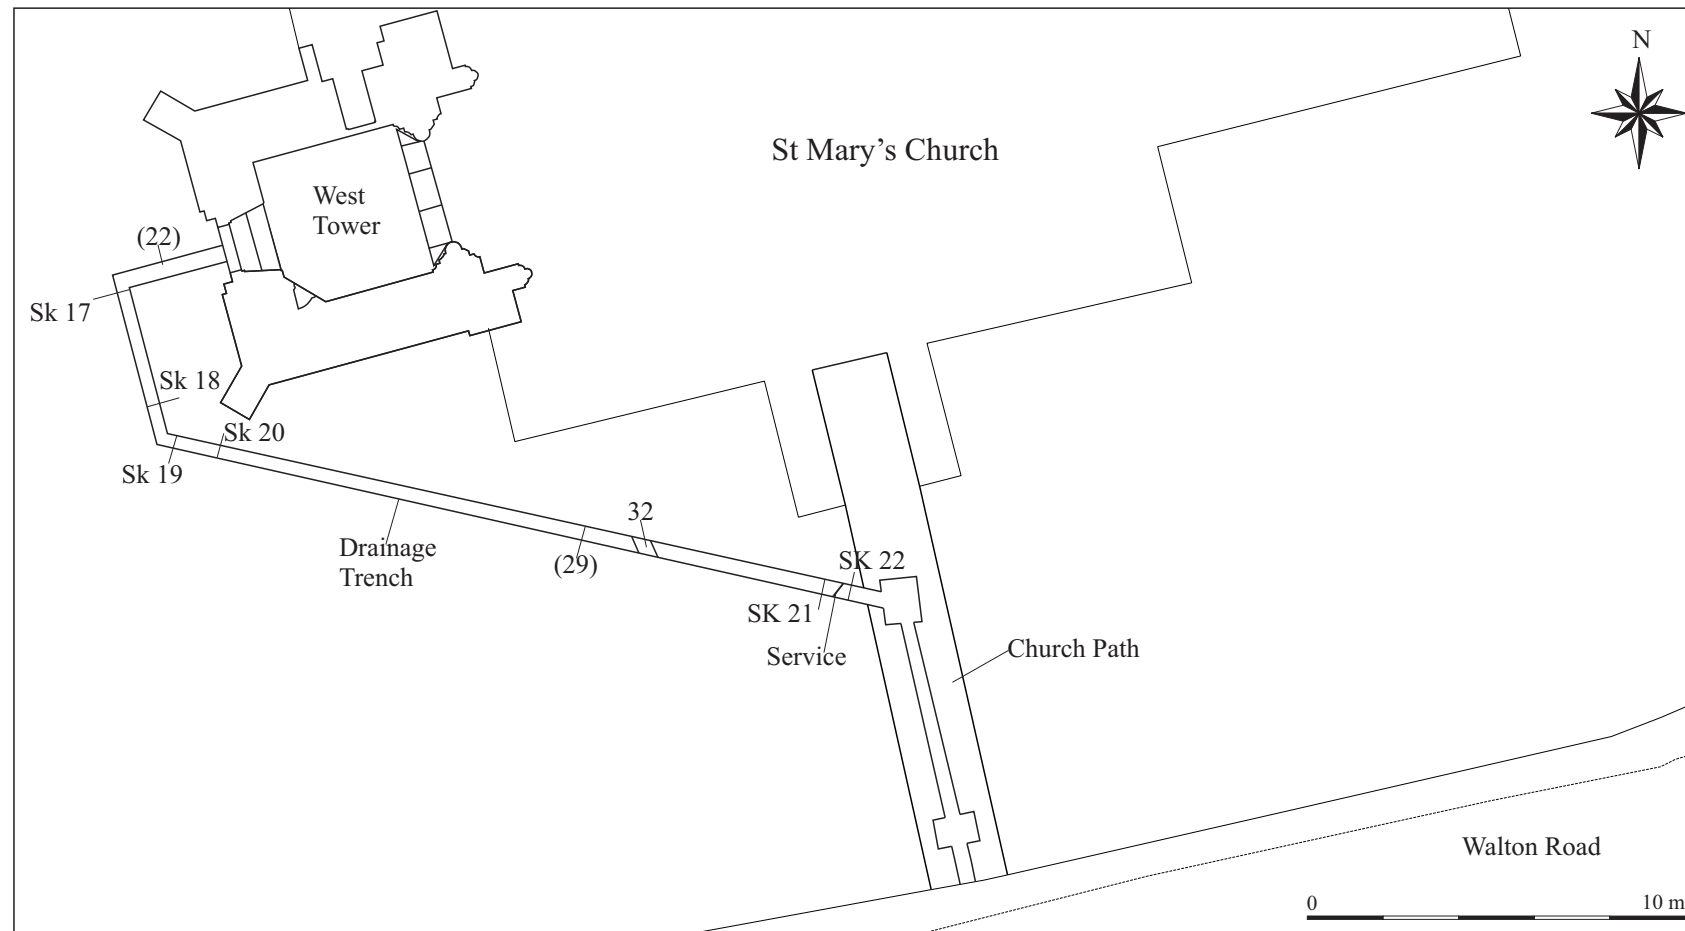 N
St Mary's Church
West
Tower
(22)
Sk 17
Sk 18
Sk 20
Sk 19
32
Drainage
Trench
(29)
SK 22
SK 21
Service
Church Path
Walton Road
0 10 m